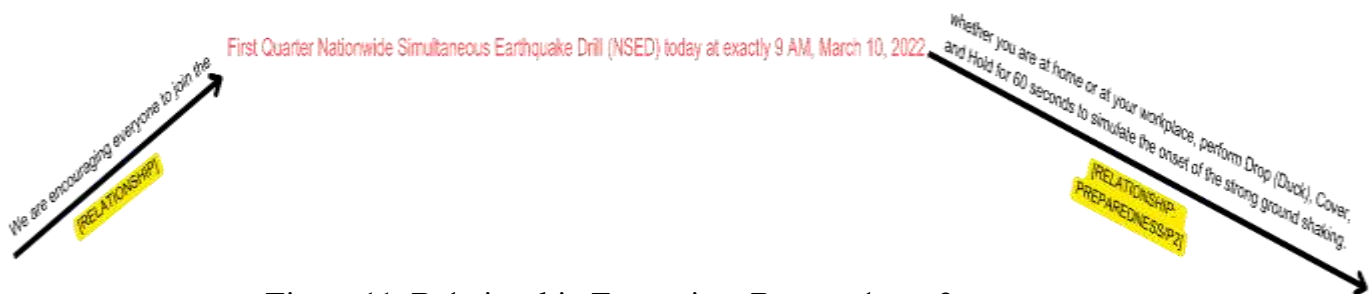 We are encouraging everyone to join the
[RELATIONSHIP]
First Quarter Nationwide Simultaneous Earthquake Drill (NSED) today at exactly 9 AM, March 10, 2022,
whether you are at home or at your workplace, perform Drop (Duck), Cover,
and Hold for 60 seconds to simulate the onset of the strong ground shaking.
[RELATIONSHIP:
PREPAREDNESS/P2]